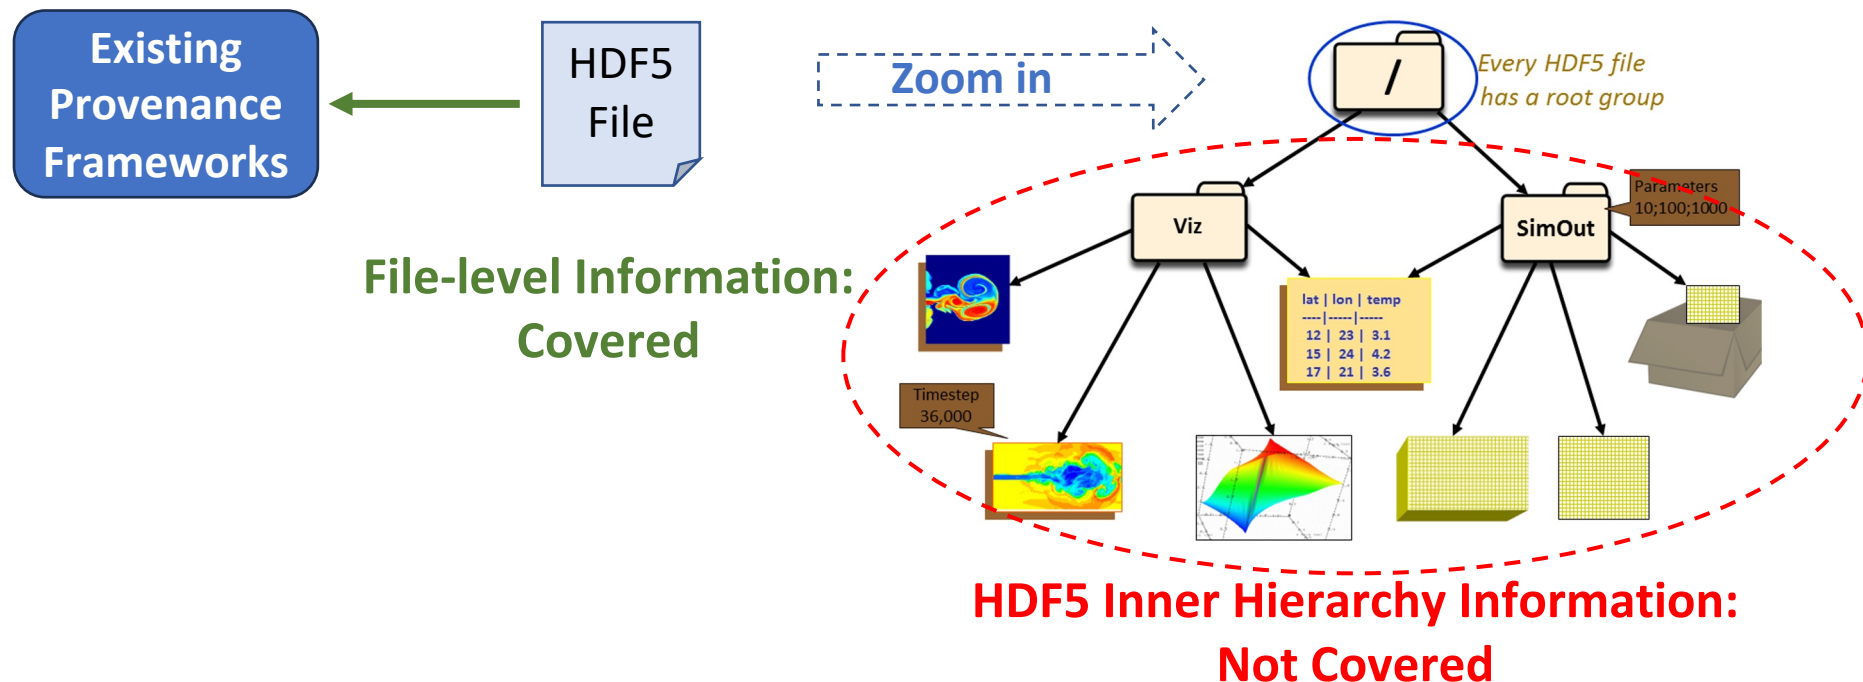 Existing
Provenance
Frameworks
HDF5
File
Zoom in
/
Every HDF5 file
has a root group
Viz
SimOut
Parameters
10;100;1000
File-level Information:
Covered
lat | lon | temp
----|-----|-----
12 | 23 | 3.1
15 | 24 | 4.2
17 | 21 | 3.6
Timestep
36,000
HDF5 Inner Hierarchy Information:
Not Covered